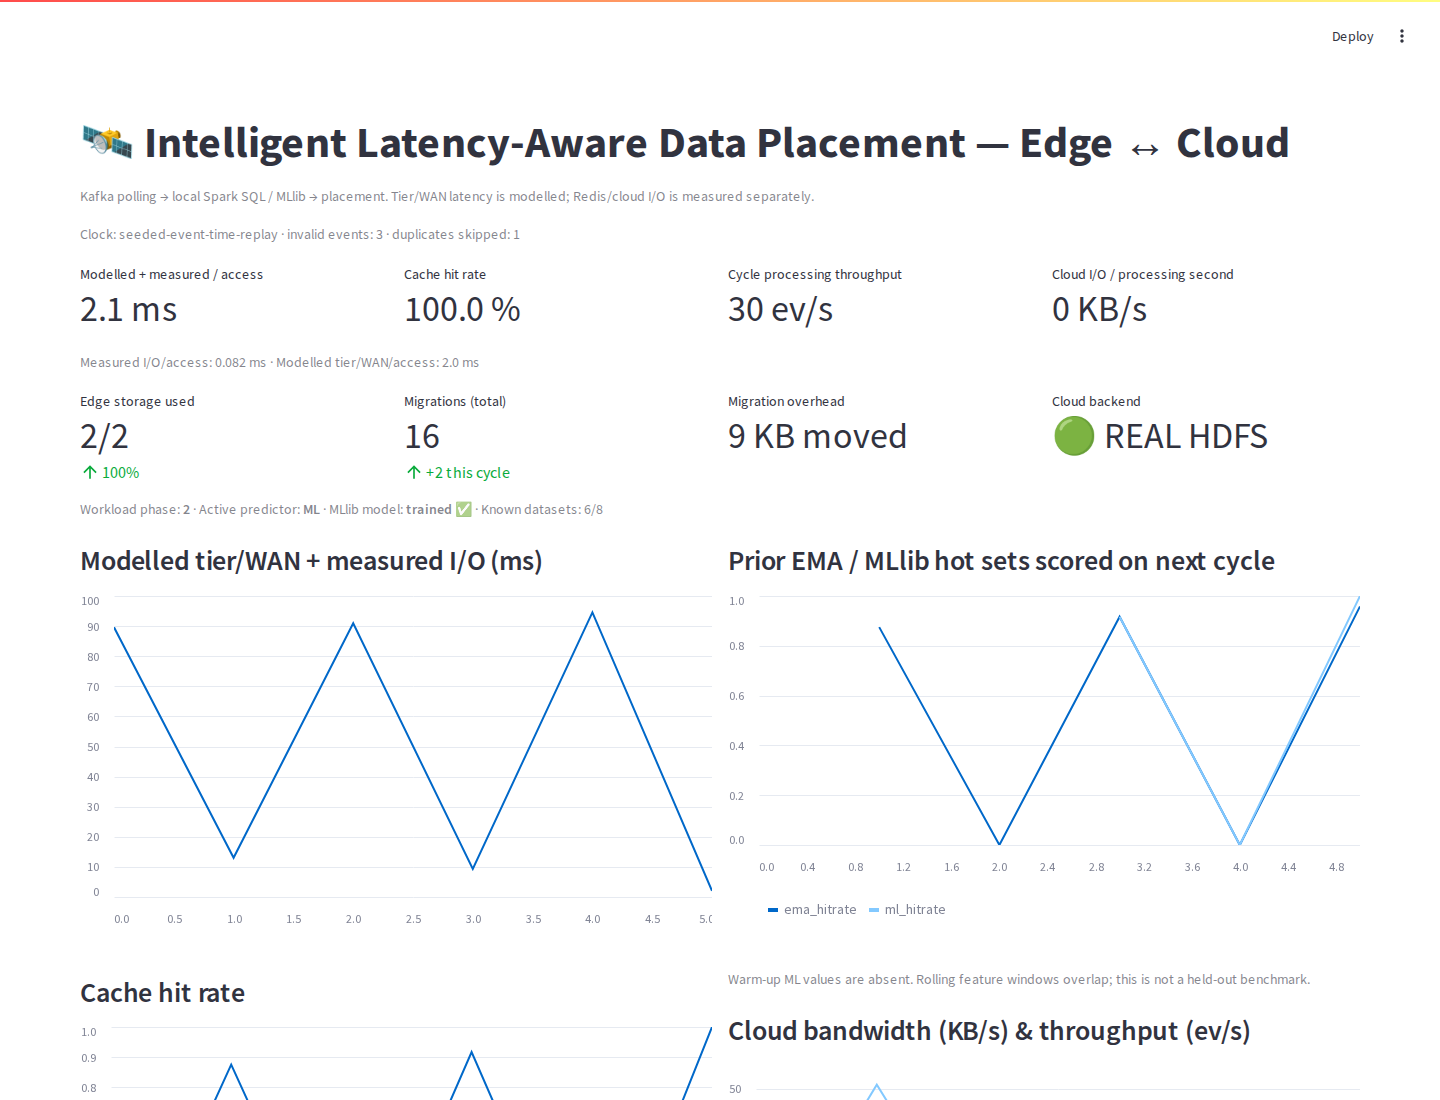 Deploy
🛰️ Intelligent Latency-Aware Data Placement — Edge ↔ Cloud
Kafka polling → local Spark SQL / MLlib → placement. Tier/WAN latency is modelled; Redis/cloud I/O is measured separately.
Clock: seeded-event-time-replay · invalid events: 3 · duplicates skipped: 1
Modelled + measured / access
2.1 ms
Cache hit rate
100.0 %
Cycle processing throughput
30 ev/s
Cloud I/O / processing second
0 KB/s
Measured I/O/access: 0.082 ms · Modelled tier/WAN/access: 2.0 ms
Edge storage used
2/2
↑ 100%
Migrations (total)
16
↑ +2 this cycle
Migration overhead
9 KB moved
Cloud backend
🟢 REAL HDFS
Workload phase: 2 · Active predictor: ML · MLlib model: trained ✅ · Known datasets: 6/8
Modelled tier/WAN + measured I/O (ms)
100
90
80
70
60
50
40
30
20
10
0
0.0 0.5 1.0 1.5 2.0 2.5 3.0 3.5 4.0 4.5 5.0
Prior EMA / MLlib hot sets scored on next cycle
1.0
0.8
0.6
0.4
0.2
0.0
0.0 0.4 0.8 1.2 1.6 2.0 2.4 2.8 3.2 3.6 4.0 4.4 4.8
ema_hitrate ml_hitrate
Warm-up ML values are absent. Rolling feature windows overlap; this is not a held-out benchmark.
Cache hit rate
1.0
0.9
0.8
Cloud bandwidth (KB/s) & throughput (ev/s)
50